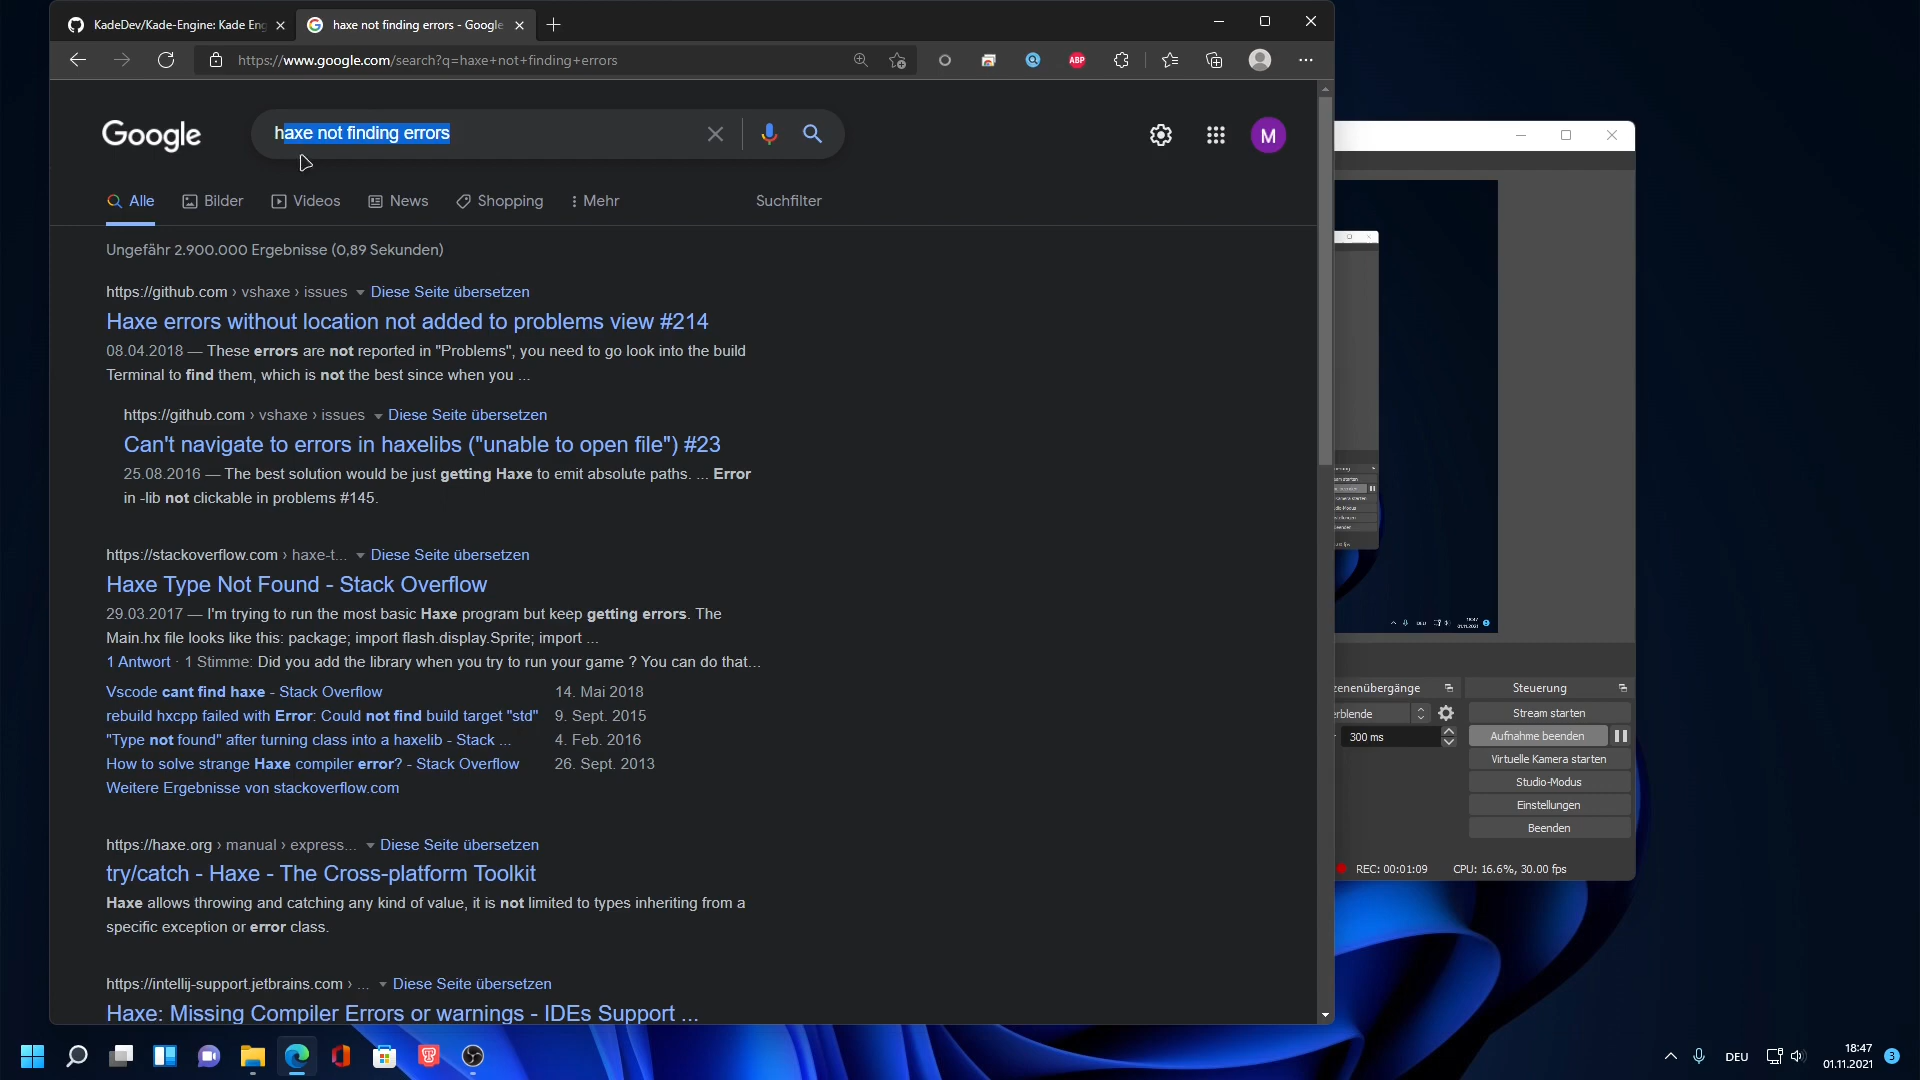 KadeDev/Kade-Engine: Kade Eng
haxe not finding errors - Google
https://www.google.com/search?q=haxe+not+finding+errors
ABP
Google
haxe not finding errors
M
Alle
Bilder
Videos
News
Shopping
Mehr
Suchfilter
Ungefähr 2.900.000 Ergebnisse (0,89 Sekunden)
https://github.com › vshaxe › issues Diese Seite übersetzen
Haxe errors without location not added to problems view #214
08.04.2018 — These errors are not reported in "Problems", you need to go look into the build
Terminal to find them, which is not the best since when you ...
https://github.com › vshaxe › issues Diese Seite übersetzen
Can't navigate to errors in haxelibs ("unable to open file") #23
25.08.2016 — The best solution would be just getting Haxe to emit absolute paths. ... Error
in -lib not clickable in problems #145.
https://stackoverflow.com › haxe-t... Diese Seite übersetzen
Haxe Type Not Found - Stack Overflow
29.03.2017 — I'm trying to run the most basic Haxe program but keep getting errors. The
Main.hx file looks like this: package; import flash.display.Sprite; import ...
1 Antwort · 1 Stimme: Did you add the library when you try to run your game ? You can do that...
Vscode cant find haxe - Stack Overflow 14. Mai 2018
rebuild hxcpp failed with Error: Could not find build target "std" 9. Sept. 2015
"Type not found" after turning class into a haxelib - Stack ... 4. Feb. 2016
How to solve strange Haxe compiler error? - Stack Overflow 26. Sept. 2013
Weitere Ergebnisse von stackoverflow.com
https://haxe.org › manual › express... Diese Seite übersetzen
try/catch - Haxe - The Cross-platform Toolkit
Haxe allows throwing and catching any kind of value, it is not limited to types inheriting from a
specific exception or error class.
https://intellij-support.jetbrains.com › ... Diese Seite übersetzen
Haxe: Missing Compiler Errors or warnings - IDEs Support ...
zenenübergänge
Steuerung
erblende
300 ms
Stream starten
Aufnahme beenden
Virtuelle Kamera starten
Studio-Modus
Einstellungen
Beenden
REC: 00:01:09
CPU: 16.6%, 30.00 fps
DEU
18:47
01.11.2021
3